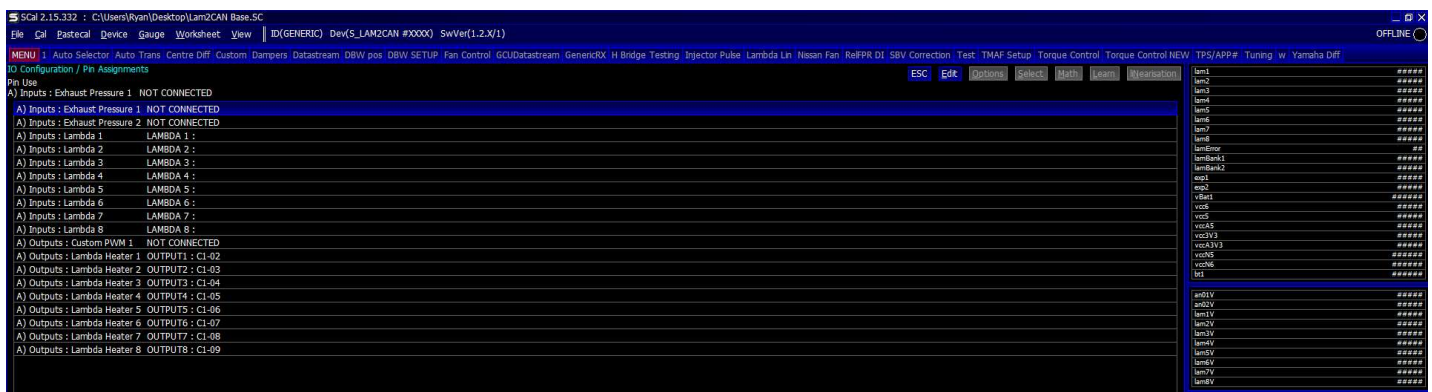 SCal 2.15.332 : C:\Users\Ryan\Desktop\Lam2CAN Base.SC
File Cal Pastecal Device Gauge Worksheet View ID(GENERIC) Dev(S_LAM2CAN #XXXX) SwVer(1.2.X/1) OFFLINE
MENU 1 Auto Selector Auto Trans Centre Diff Custom Dampers Datastream DBW pos DBW SETUP Fan Control GCUDatastream GenericRX H Bridge Testing Injector Pulse Lambda Lin Nissan Fan RelFPR DI SBV Correction Test TMAF Setup Torque Control Torque Control NEW TPS/APP# Tuning w Yamaha Diff
IO Configuration / Pin Assignments
ESC Edit Options Select Math Learn linearisation
Pin Use
A) Inputs : Exhaust Pressure 1 NOT CONNECTED
A) Inputs : Exhaust Pressure 1 NOT CONNECTED
A) Inputs : Exhaust Pressure 2 NOT CONNECTED
A) Inputs : Lambda 1 LAMBDA 1 :
A) Inputs : Lambda 2 LAMBDA 2 :
A) Inputs : Lambda 3 LAMBDA 3 :
A) Inputs : Lambda 4 LAMBDA 4 :
A) Inputs : Lambda 5 LAMBDA 5 :
A) Inputs : Lambda 6 LAMBDA 6 :
A) Inputs : Lambda 7 LAMBDA 7 :
A) Inputs : Lambda 8 LAMBDA 8 :
A) Outputs : Custom PWM 1 NOT CONNECTED
A) Outputs : Lambda Heater 1 OUTPUT1 : C1-02
A) Outputs : Lambda Heater 2 OUTPUT2 : C1-03
A) Outputs : Lambda Heater 3 OUTPUT3 : C1-04
A) Outputs : Lambda Heater 4 OUTPUT4 : C1-05
A) Outputs : Lambda Heater 5 OUTPUT5 : C1-06
A) Outputs : Lambda Heater 6 OUTPUT6 : C1-07
A) Outputs : Lambda Heater 7 OUTPUT7 : C1-08
A) Outputs : Lambda Heater 8 OUTPUT8 : C1-09
lam1 #####
lam2 #####
lam3 #####
lam4 #####
lam5 #####
lam6 #####
lam7 #####
lam8 #####
lamError ##
lamBank1 #####
lamBank2 #####
exp1 #####
exp2 #####
vBat1 ######
vcc6 #####
vcc5 #####
vccA5 #####
vcc3V3 #####
vccA3V3 #####
vccN5 ######
vccN6 ######
bt1 ######
an01V #####
an02V #####
lam1V #####
lam2V #####
lam3V #####
lam4V #####
lam5V #####
lam6V #####
lam7V #####
lam8V #####